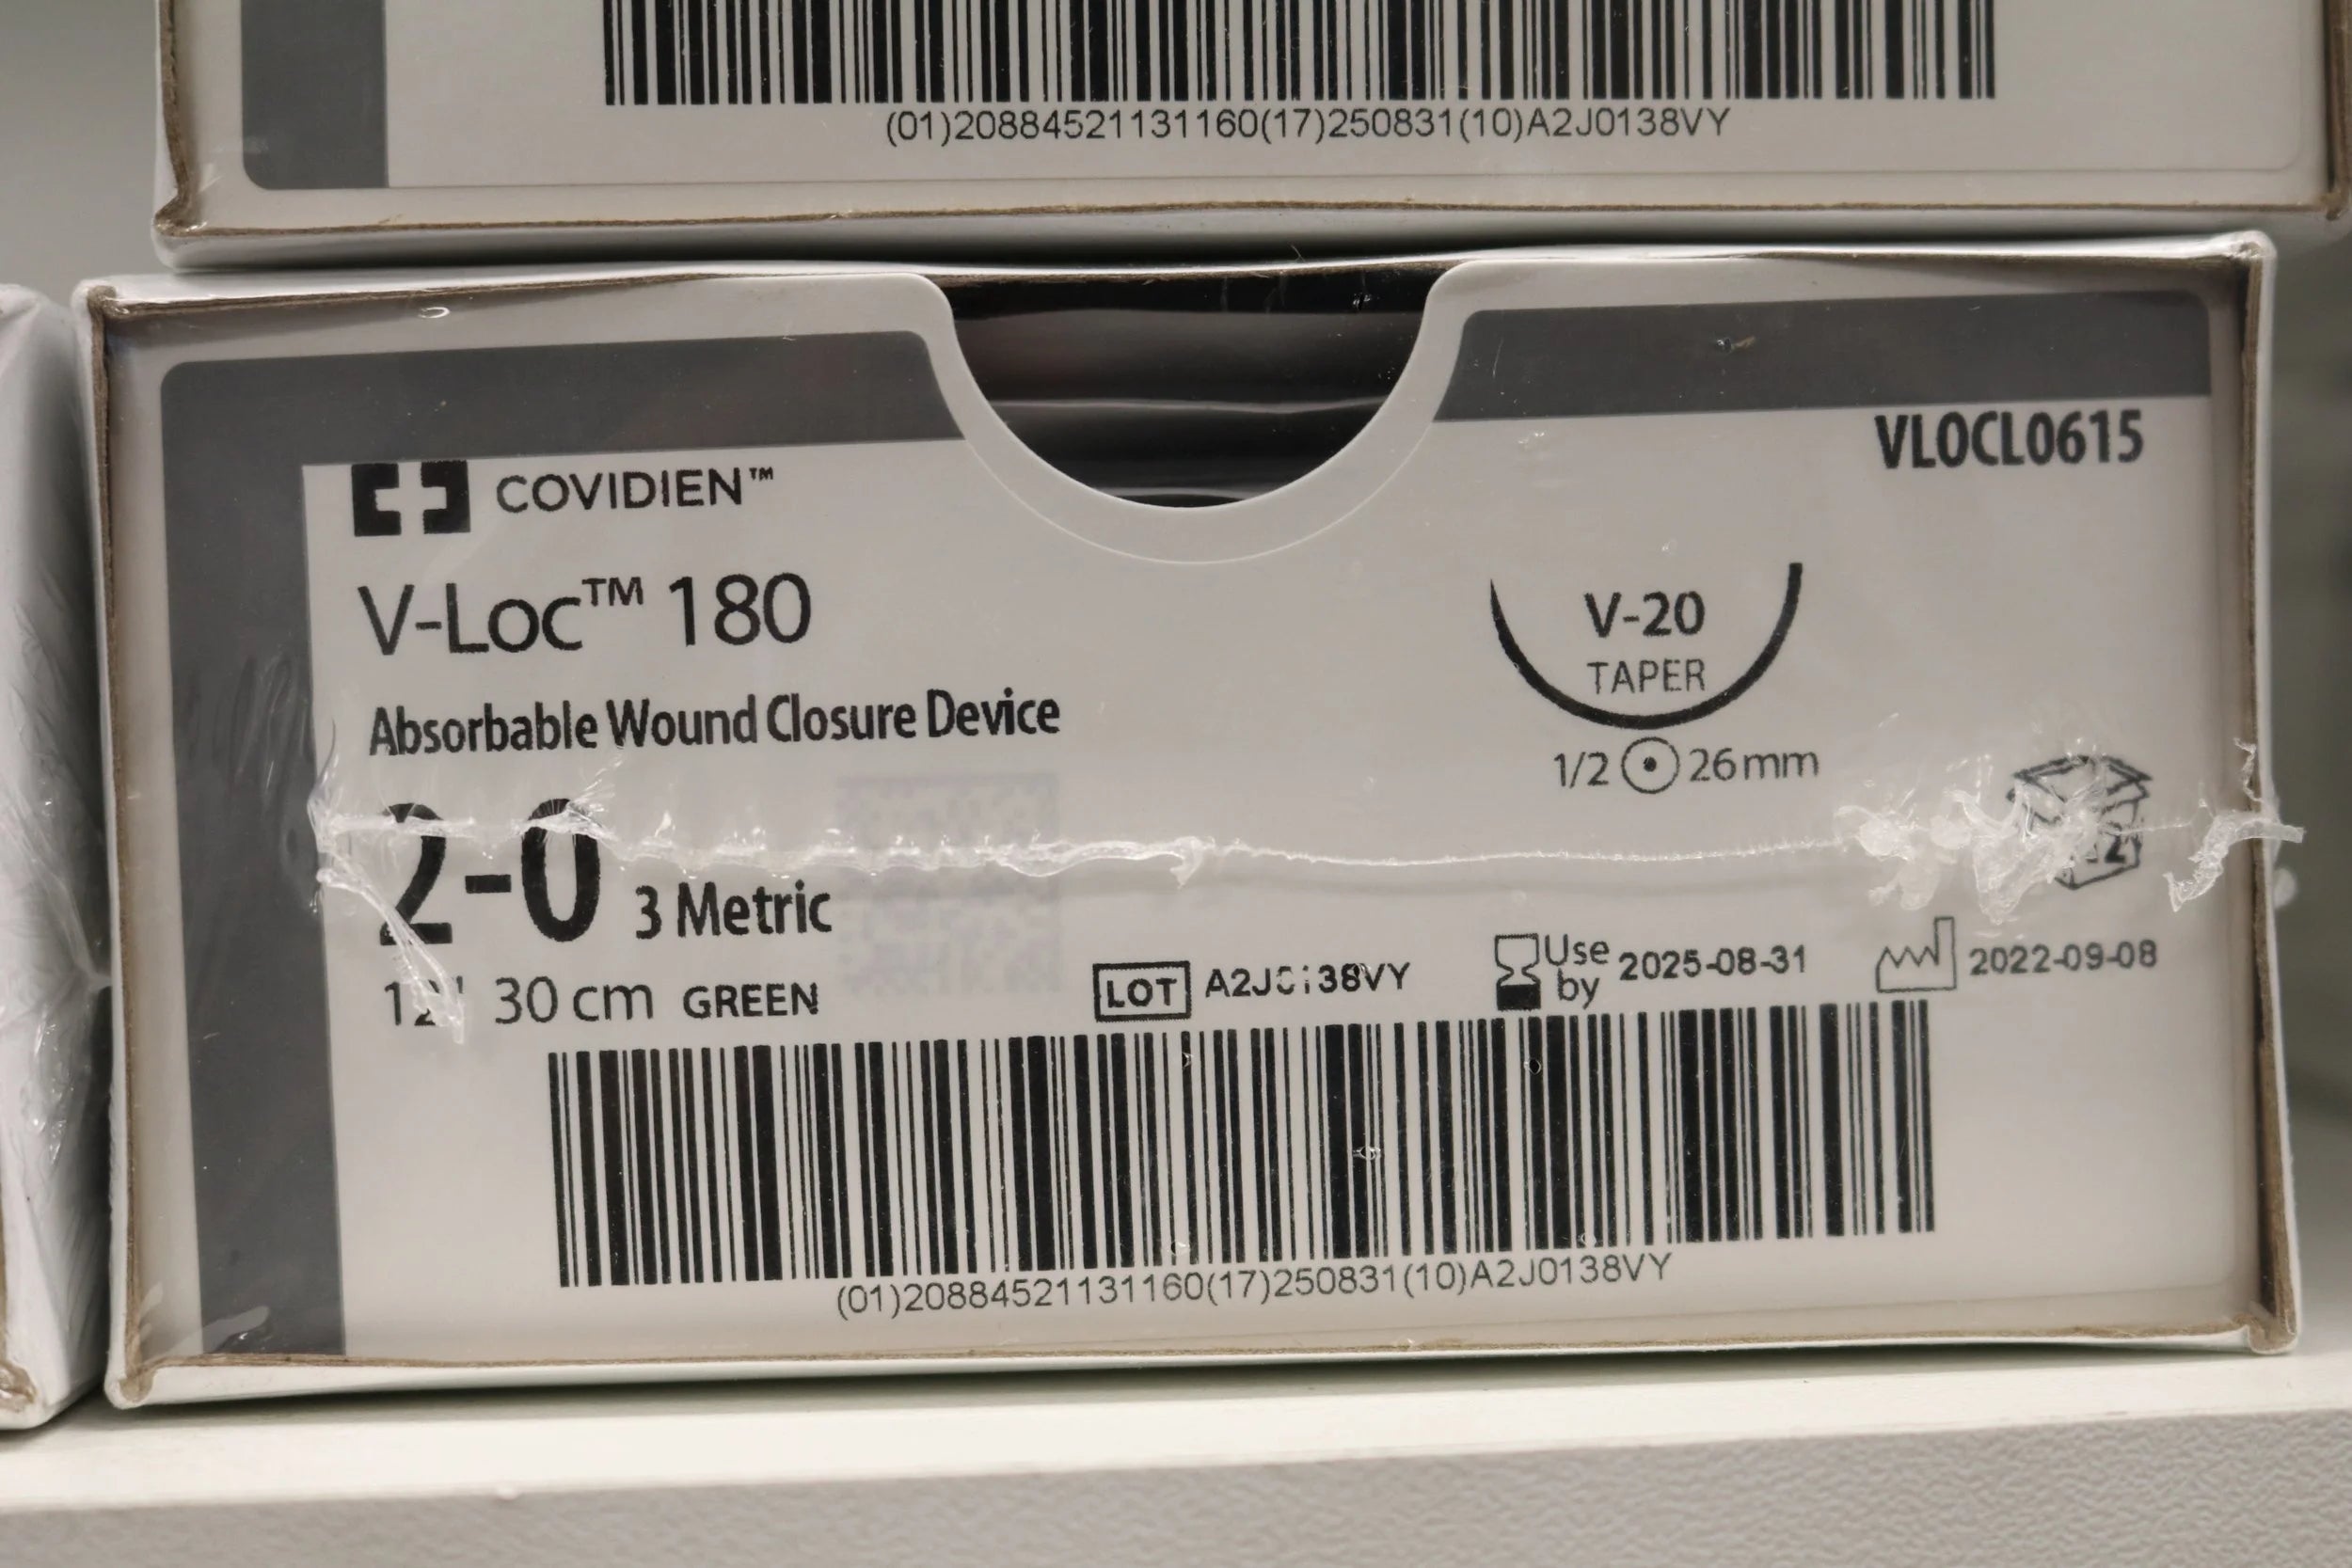 (01)20884521131160(17)250831(10)A2J0138VY
COVIDIEN™
VLOCL0615
V-Loc™ 180
V-20
TAPER
Absorbable Wound Closure Device
1/2 26mm
2-0 3 Metric
12" 30 cm GREEN
LOT A2J0138VY
Use by 2025-08-31
2022-09-08
(01)20884521131160(17)250831(10)A2J0138VY